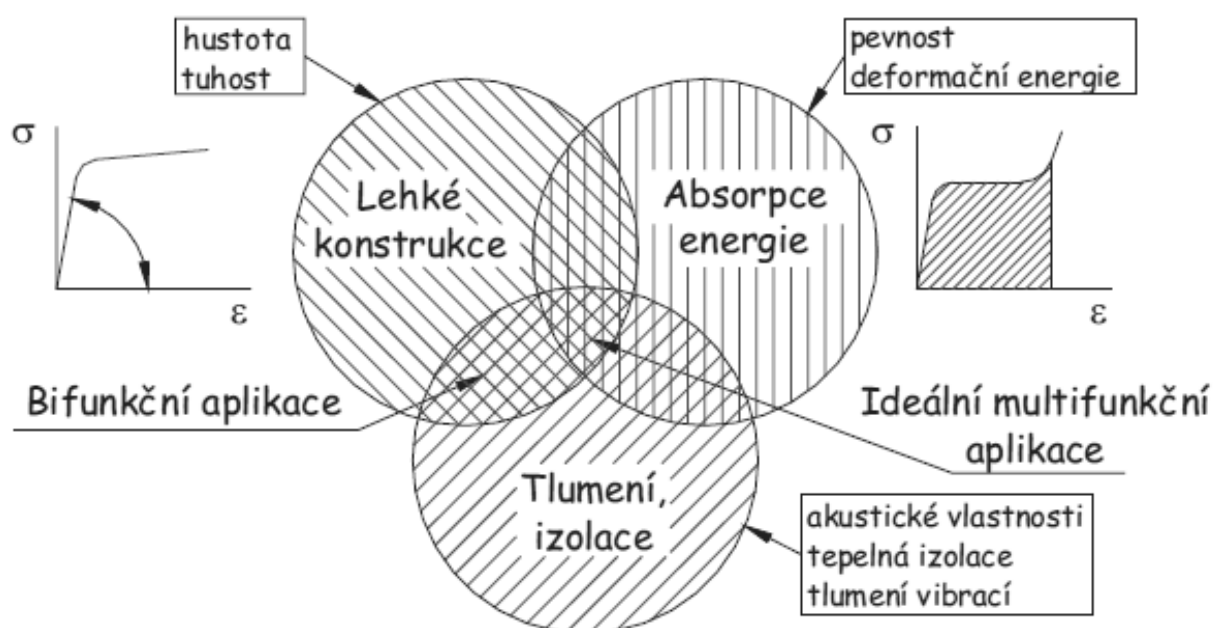 hustota
tuhost
pevnost
deformační energie
σ
ε
Lehké
konstrukce
Absorpce
energie
σ
ε
Bifunkční aplikace
Ideální multifunkční
aplikace
Tlumení,
izolace
akustické vlastnosti
tepelná izolace
tlumení vibrací